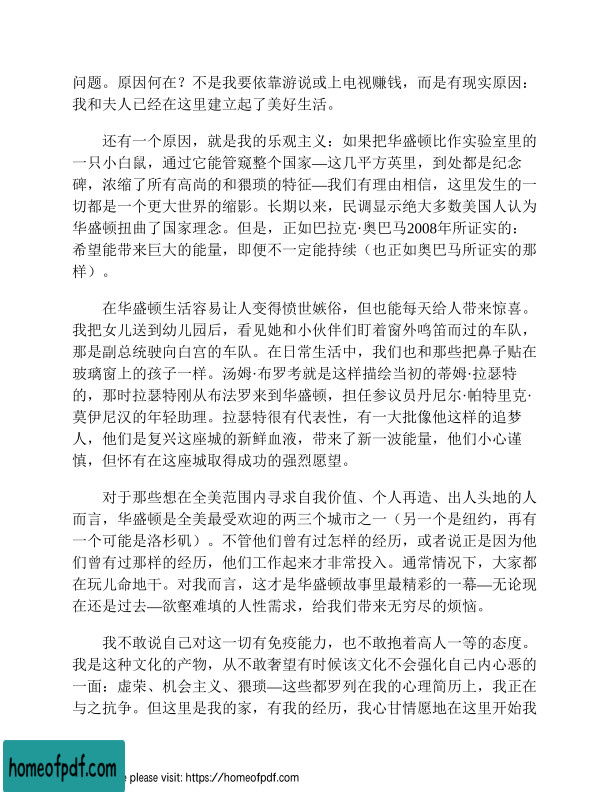 问题。原因何在？不是我要依靠游说或上电视赚钱，而是有现实原因：
我和夫人已经在这里建立起了美好生活。
还有一个原因，就是我的乐观主义：如果把华盛顿比作实验室里的
一只小白鼠，通过它能管窥整个国家—这几平方英里，到处都是纪念
碑，浓缩了所有高尚的和猥琐的特征—我们有理由相信，这里发生的一
切都是一个更大世界的缩影。长期以来，民调显示绝大多数美国人认为
华盛顿扭曲了国家理念。但是，正如巴拉克·奥巴马2008年所证实的：
希望能带来巨大的能量，即便不一定能持续（也正如奥巴马所证实的那
样）。
在华盛顿生活容易让人变得愤世嫉俗，但也能每天给人带来惊喜。
我把女儿送到幼儿园后，看见她和小伙伴们盯着窗外鸣笛而过的车队，
那是副总统驶向白宫的车队。在日常生活中，我们也和那些把鼻子贴在
玻璃窗上的孩子一样。汤姆·布罗考就是这样描绘当初的蒂姆·拉瑟特
的，那时拉瑟特刚从布法罗来到华盛顿，担任参议员丹尼尔·帕特里克·
莫伊尼汉的年轻助理。拉瑟特很有代表性，有一大批像他这样的追梦
人，他们是复兴这座城的新鲜血液，带来了新一波能量，他们小心谨
慎，但怀有在这座城取得成功的强烈愿望。
对于那些想在全美范围内寻求自我价值、个人再造、出人头地的人
而言，华盛顿是全美最受欢迎的两三个城市之一（另一个是纽约，再有
一个可能是洛杉矶）。不管他们曾有过怎样的经历，或者说正是因为他
们曾有过那样的经历，他们工作起来才非常投入。通常情况下，大家都
在玩儿命地干。对我而言，这才是华盛顿故事里最精彩的一幕—无论现
在还是过去—欲壑难填的人性需求，给我们带来无穷尽的烦恼。
我不敢说自己对这一切有免疫能力，也不敢抱着高人一等的态度。
我是这种文化的产物，从不敢奢望有时候该文化不会强化自己内心恶的
一面：虚荣、机会主义、猥琐—这些都罗列在我的心理简历上，我正在
与之抗争。但这里是我的家，有我的经历，我心甘情愿地在这里开始我
homeofpdf.com
e please visit: https://homeofpdf.com